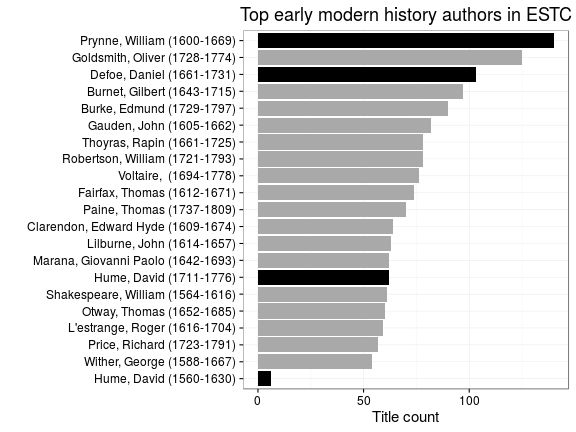 Top early modern history authors in ESTC
Prynne, William (1600-1669)
Goldsmith, Oliver (1728-1774)
Defoe, Daniel (1661-1731)
Burnet, Gilbert (1643-1715)
Burke, Edmund (1729-1797)
Gauden, John (1605-1662)
Thoyras, Rapin (1661-1725)
Robertson, William (1721-1793)
Voltaire,  (1694-1778)
Fairfax, Thomas (1612-1671)
Paine, Thomas (1737-1809)
Clarendon, Edward Hyde (1609-1674)
Lilburne, John (1614-1657)
Marana, Giovanni Paolo (1642-1693)
Hume, David (1711-1776)
Shakespeare, William (1564-1616)
Otway, Thomas (1652-1685)
L'estrange, Roger (1616-1704)
Price, Richard (1723-1791)
Wither, George (1588-1667)
Hume, David (1560-1630)
0 50 100
Title count